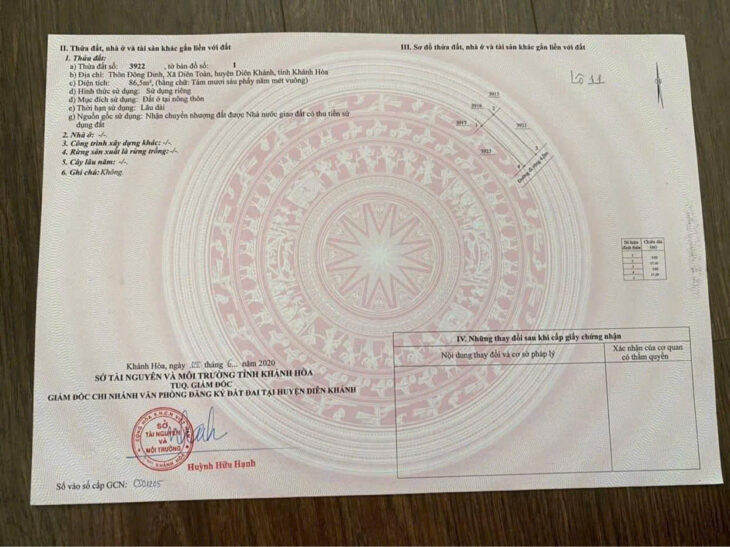 II. Thửa đất, nhà ở và tài sản khác gắn liền với đất
1. Thửa đất:
a) Thửa đất số: 3922, tờ bản đồ số: 1
b) Địa chỉ: Thôn Đông Dinh, Xã Diên Toàn, huyện Diên Khánh, tỉnh Khánh Hòa
c) Diện tích: 86,5m², (bằng chữ: Tám mươi sáu phẩy năm mét vuông)
d) Hình thức sử dụng: Sử dụng riêng
đ) Mục đích sử dụng: Đất ở tại nông thôn
e) Thời hạn sử dụng: Lâu dài
g) Nguồn gốc sử dụng: Nhận chuyển nhượng đất được Nhà nước giao đất có thu tiền sử
dụng đất
2. Nhà ở: -/-
3. Công trình xây dựng khác: -/-
4. Rừng sản xuất là rừng trồng: -/-
5. Cây lâu năm: -/-
6. Ghi chú: Không.
Khánh Hòa, ngày tháng 6 năm 2020
SỞ TÀI NGUYÊN VÀ MÔI TRƯỜNG TỈNH KHÁNH HÒA
TUQ. GIÁM ĐỐC
GIÁM ĐỐC CHI NHÁNH VĂN PHÒNG ĐĂNG KÝ ĐẤT ĐAI TẠI HUYỆN DIÊN KHÁNH
SỞ
TÀI NGUYÊN
VÀ
MÔI TRƯỜNG
Huỳnh Hữu Hạnh
Số vào sổ cấp GCN:
III. Sơ đồ thửa đất, nhà ở và tài sản khác gắn liền với đất
Lô 11
3921
3923
Số hiệu
đỉnh thửa
Chiều dài
(m)
IV. Những thay đổi sau khi cấp giấy chứng nhận
Nội dung thay đổi và cơ sở pháp lý
Xác nhận của cơ quan
có thẩm quyền